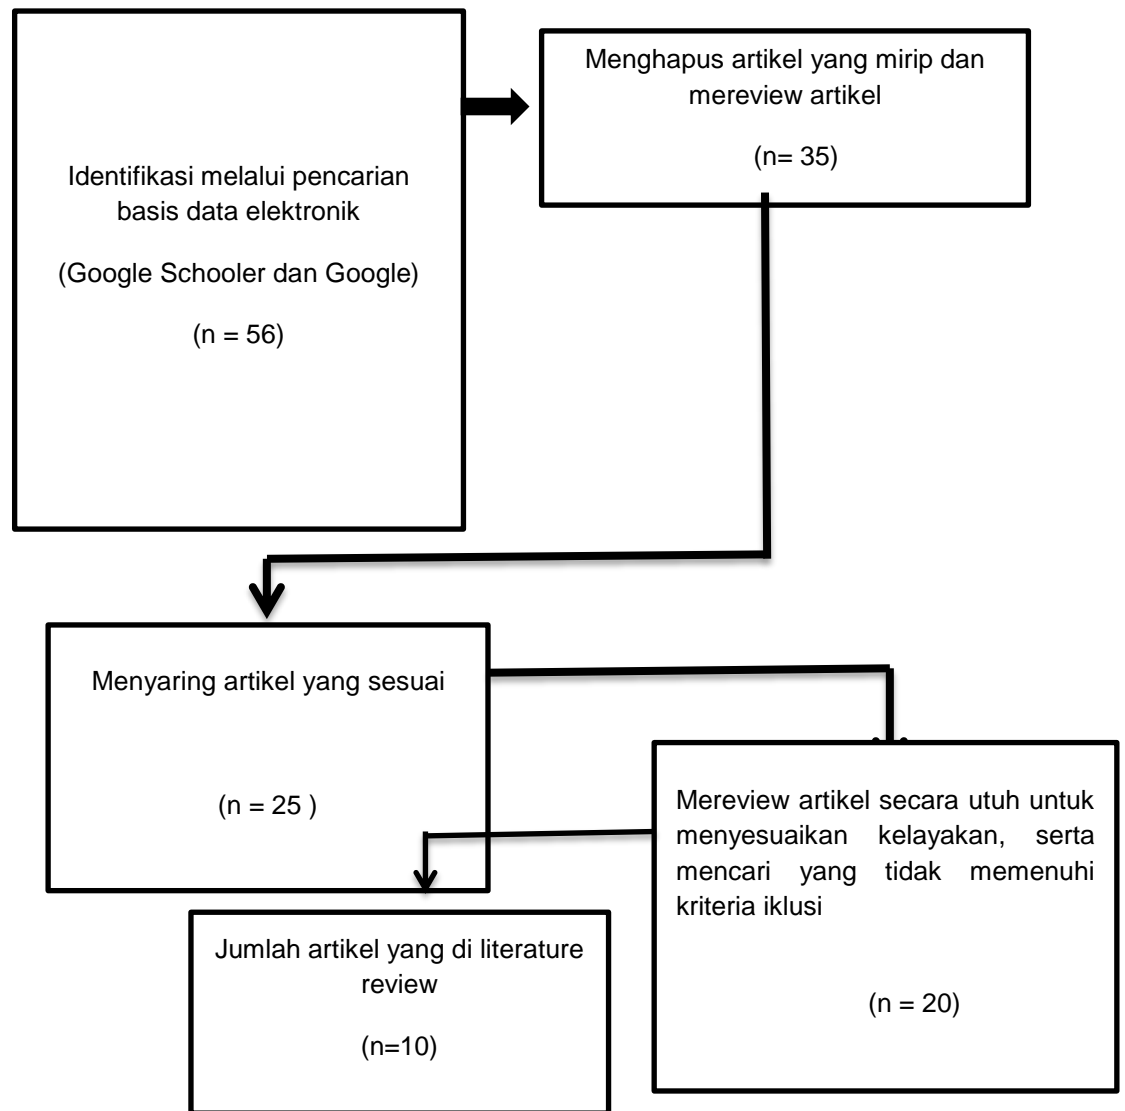 Identifikasi melalui pencarian
basis data elektronik
(Google Schooler dan Google)
(n = 56)
Menghapus artikel yang mirip dan
mereview artikel
(n= 35)
Menyaring artikel yang sesuai
(n = 25 )
Mereview artikel secara utuh untuk
menyesuaikan kelayakan, serta
mencari yang tidak memenuhi
kriteria iklusi
(n = 20)
Jumlah artikel yang di literature
review
(n=10)